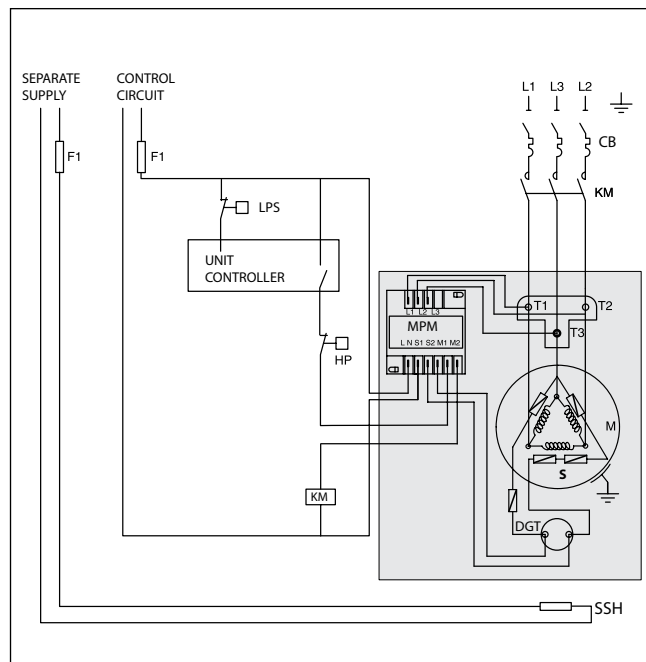 SEPARATE
SUPPLY
CONTROL
CIRCUIT
L1 L3 L2
F1
F1
CB
LPS
KM
UNIT
CONTROLLER
T1
T2
L1 L2 L3
MPM
T3
L N S1 S2 M1 M2
HP
M
S
KM
DGT
SSH